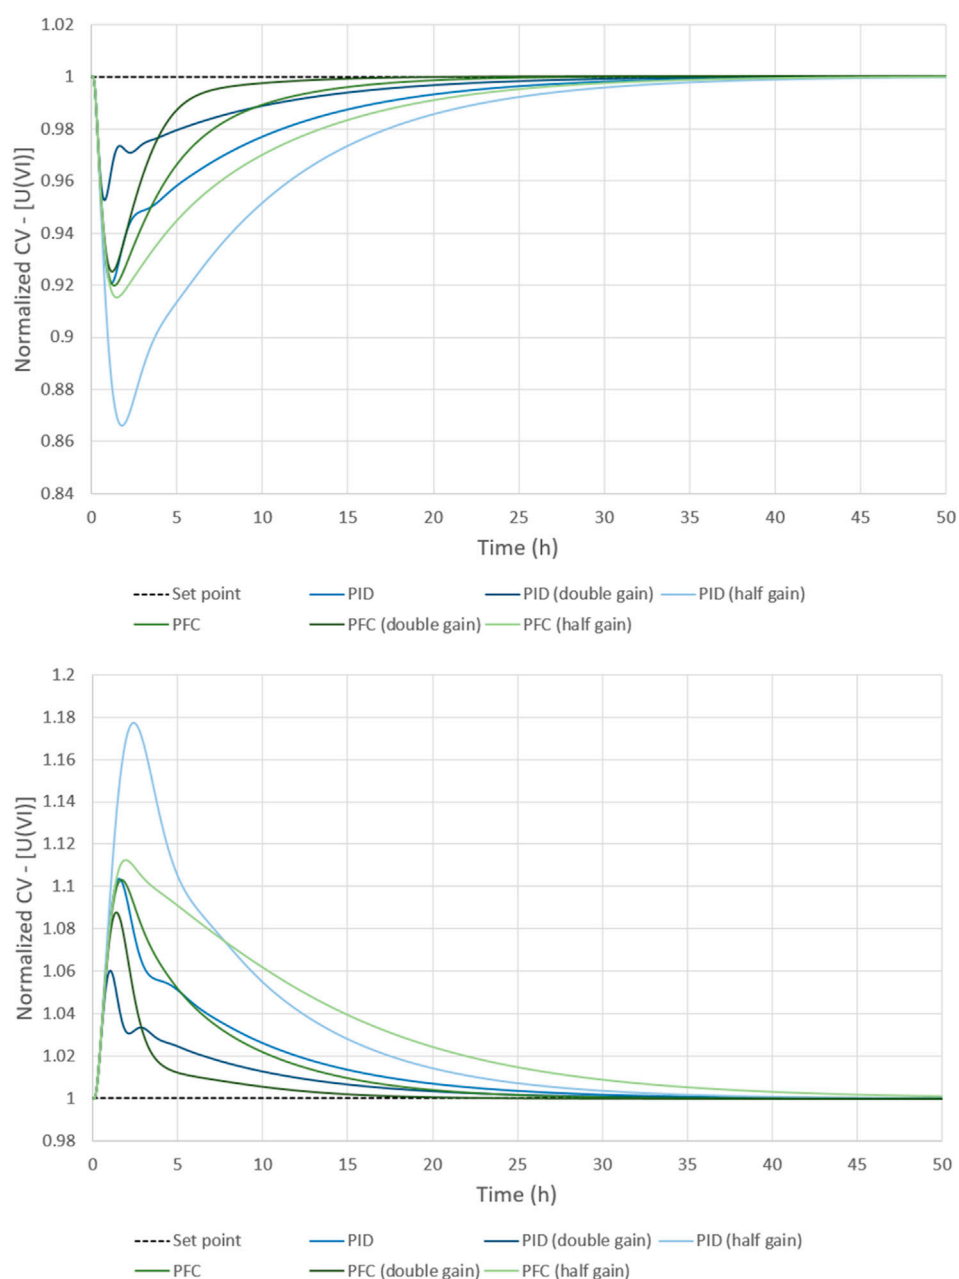 1.02
1
0.98
0.96
0.94
0.92
0.9
0.88
0.86
0.84
Normalized CV - [U(VI)]
0 5 10 15 20 25 30 35 40 45 50
Time (h)
Set point PID PID (double gain) PID (half gain)
PFC PFC (double gain) PFC (half gain)
1.2
1.18
1.16
1.14
1.12
1.1
1.08
1.06
1.04
1.02
1
0.98
Normalized CV - [U(VI)]
0 5 10 15 20 25 30 35 40 45 50
Time (h)
Set point PID PID (double gain) PID (half gain)
PFC PFC (double gain) PFC (half gain)